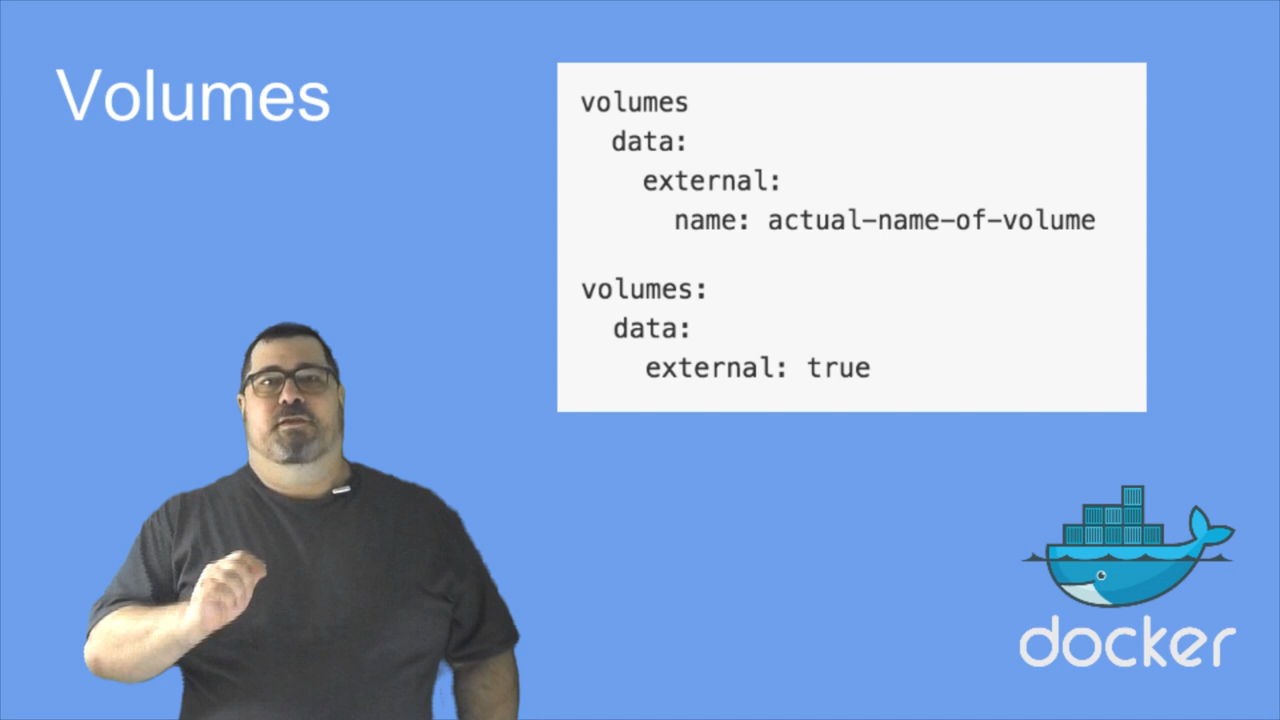 Volumes
volumes
  data:
    external:
      name: actual-name-of-volume
volumes:
  data:
    external: true
docker